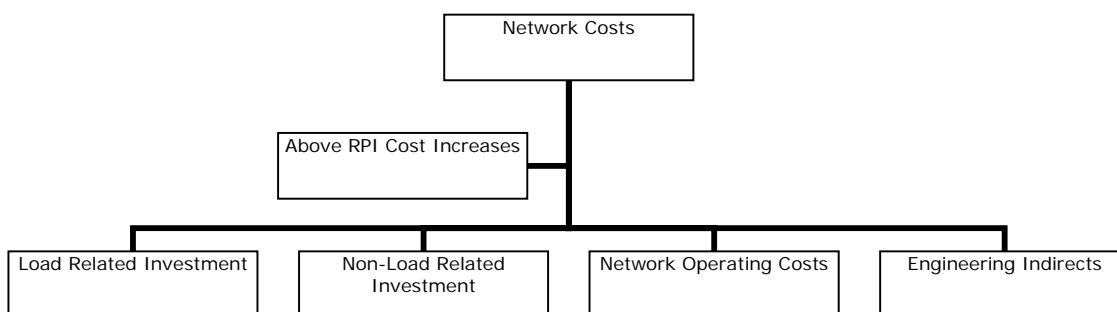 Network Costs
Above RPI Cost Increases
Load Related Investment
Non-Load Related
Investment
Network Operating Costs
Engineering Indirects